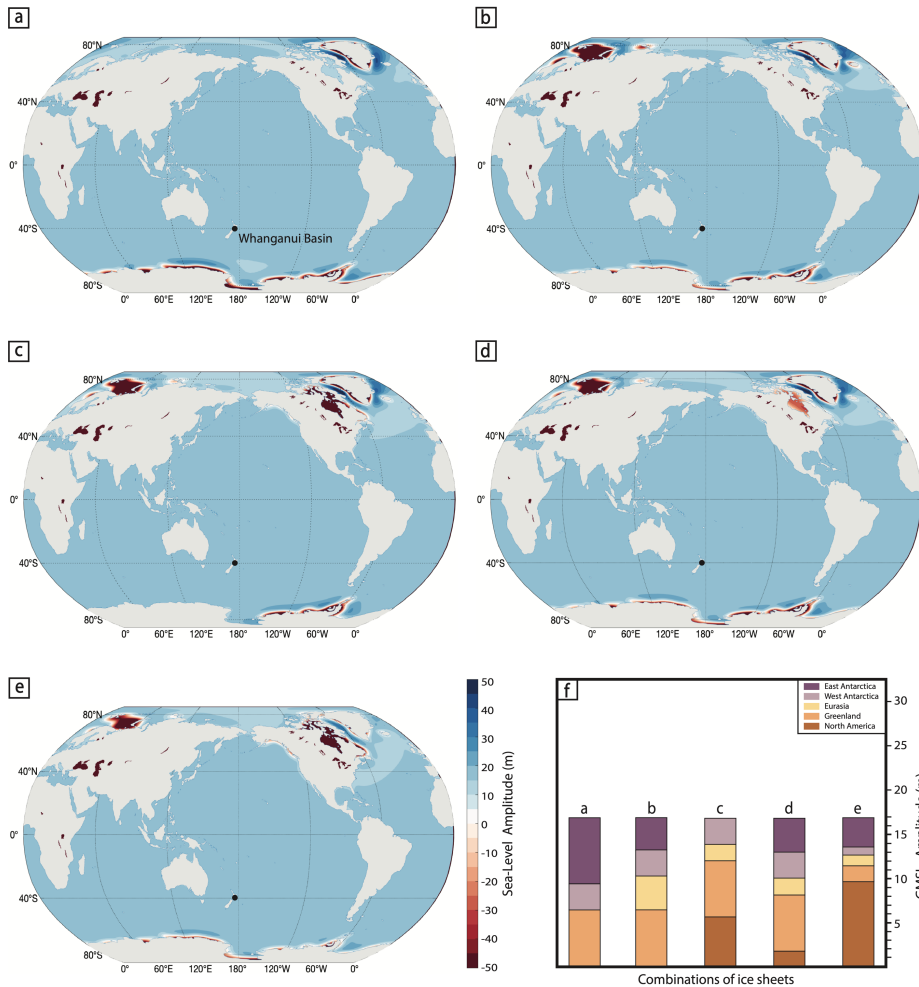 a
80°N
40°N
0°
40°S
80°S
Whanganui Basin
0° 60°E 120°E 180° 120°W 60°W 0°
b
80°N
40°N
0°
40°S
80°S
0° 60°E 120°E 180° 120°W 60°W 0°
c
80°N
40°N
0°
40°S
80°S
0° 60°E 120°E 180° 120°W 60°W 0°
d
80°N
40°N
0°
40°S
80°S
0° 60°E 120°E 180° 120°W 60°W 0°
e
80°N
40°N
0°
40°S
80°S
0° 60°E 120°E 180° 120°W 60°W 0°
50
40
30
20
10
0
-10
-20
-30
-40
-50
Sea-Level Amplitude (m)
f
East Antarctica
West Antarctica
Eurasia
Greenland
North America
a b c d e
30
25
20
15
10
5
Combinations of ice sheets